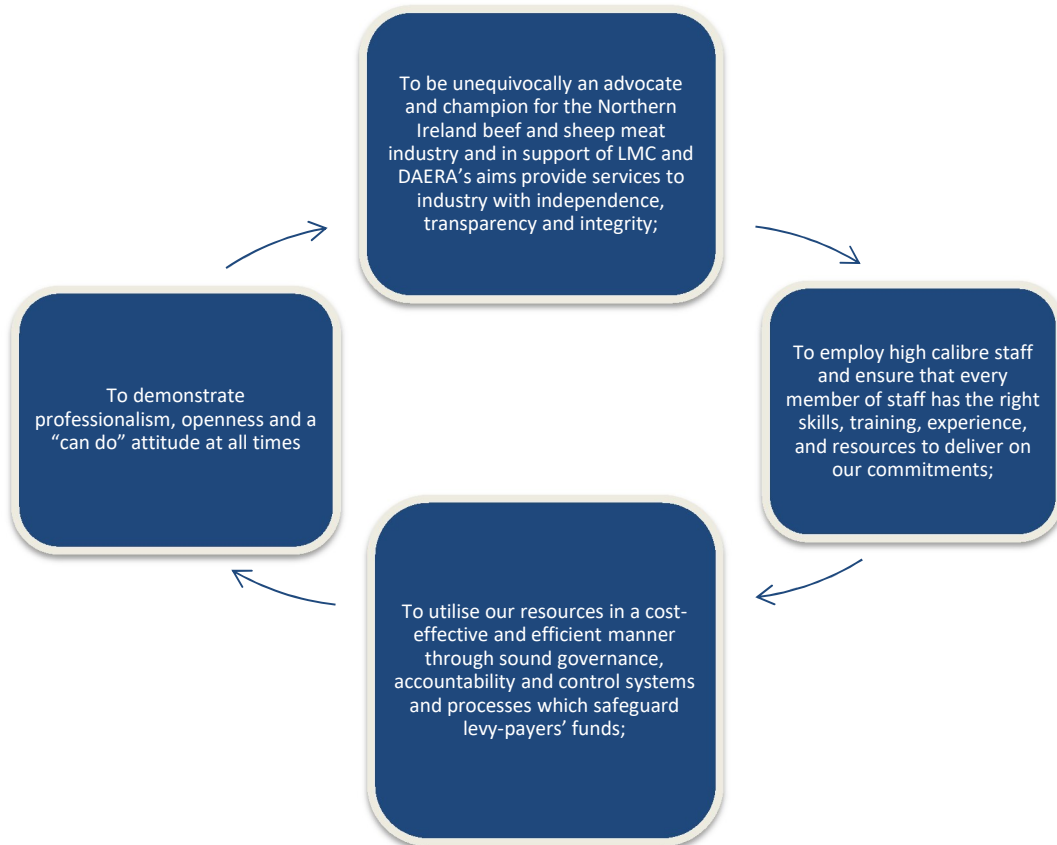 To be unequivocally an advocate
and champion for the Northern
Ireland beef and sheep meat
industry and in support of LMC and
DAERA’s aims provide services to
industry with independence,
transparency and integrity;
To employ high calibre staff
and ensure that every
member of staff has the right
skills, training, experience,
and resources to deliver on
our commitments;
To utilise our resources in a cost-
effective and efficient manner
through sound governance,
accountability and control systems
and processes which safeguard
levy-payers’ funds;
To demonstrate
professionalism, openness and a
“can do” attitude at all times